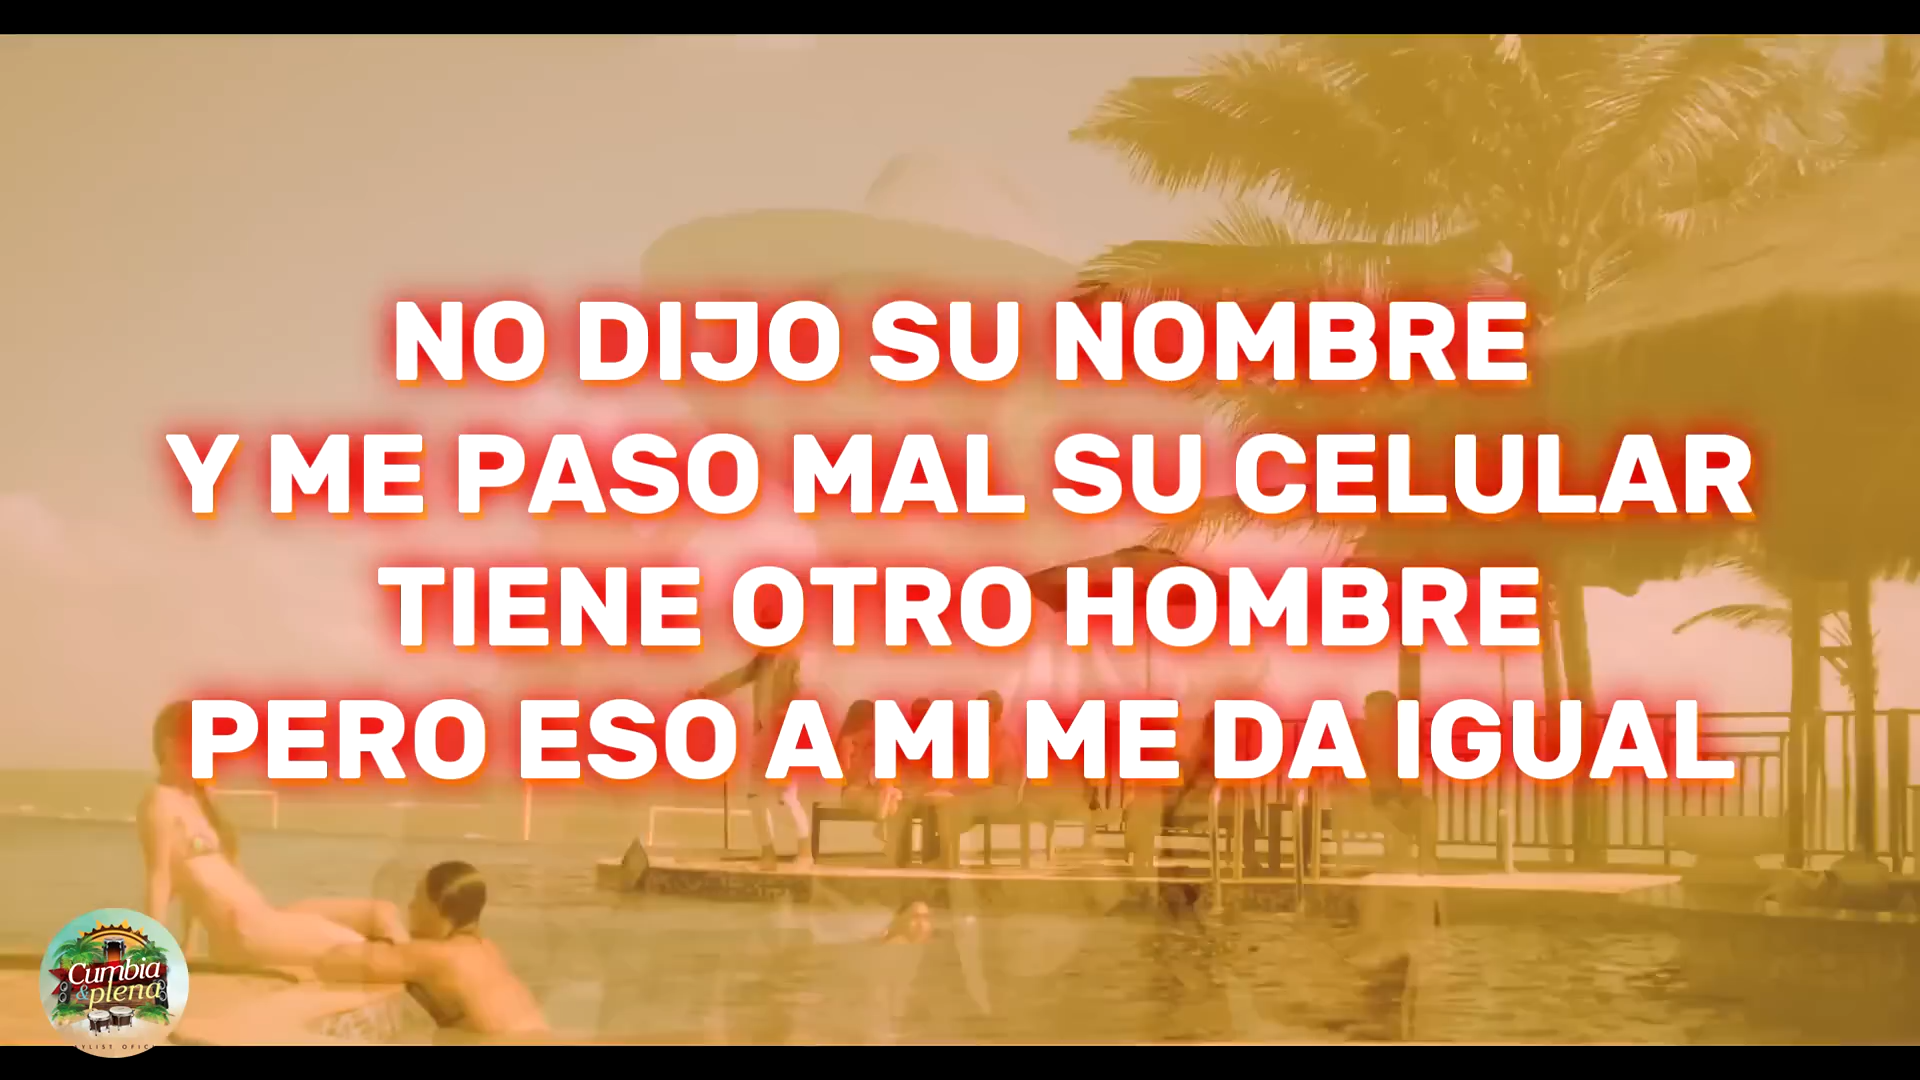 NO DIJO SU NOMBRE
Y ME PASO MAL SU CELULAR
TIENE OTRO HOMBRE
PERO ESO A MI ME DA IGUAL
Cumbia
& plena